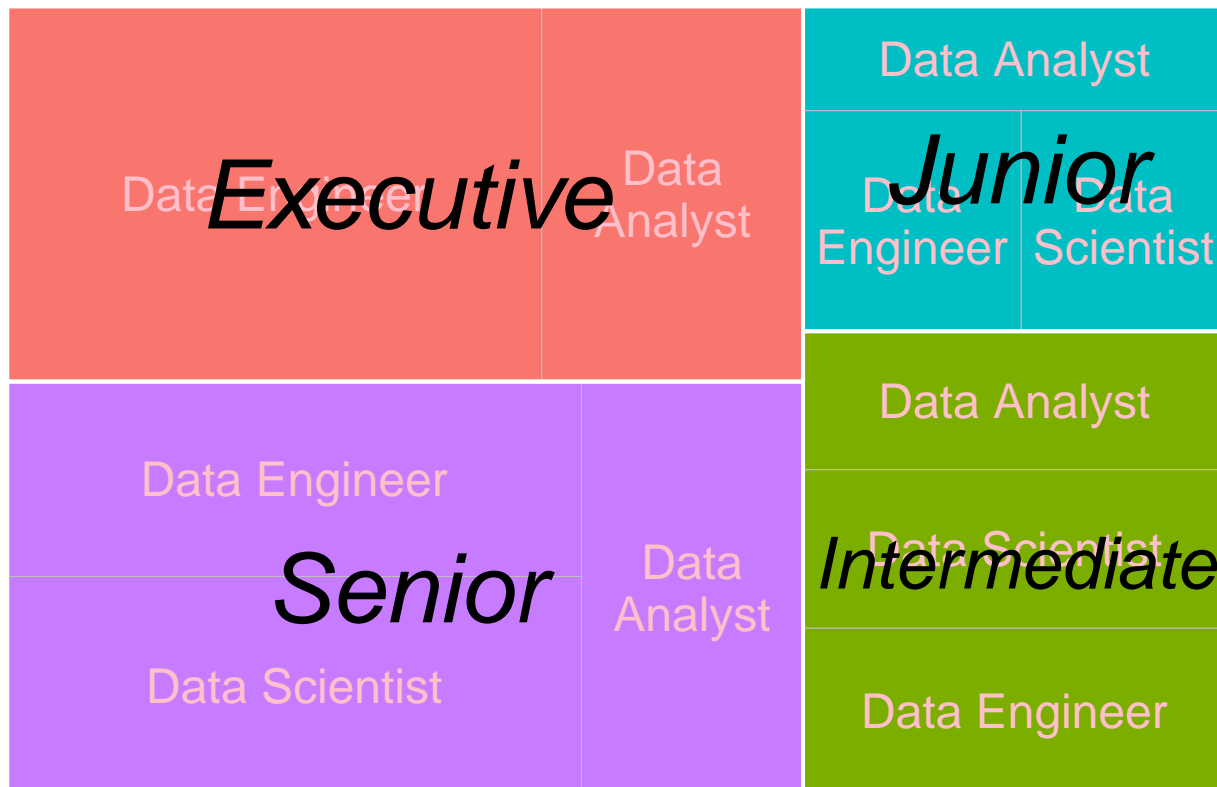 Data Engineer
Executive
Data
Analyst
Data Analyst
Junior
Data
Engineer
Data
Scientist
Data Engineer
Senior
Data Scientist
Data
Analyst
Data Analyst
Data Scientist
Intermediate
Data Engineer